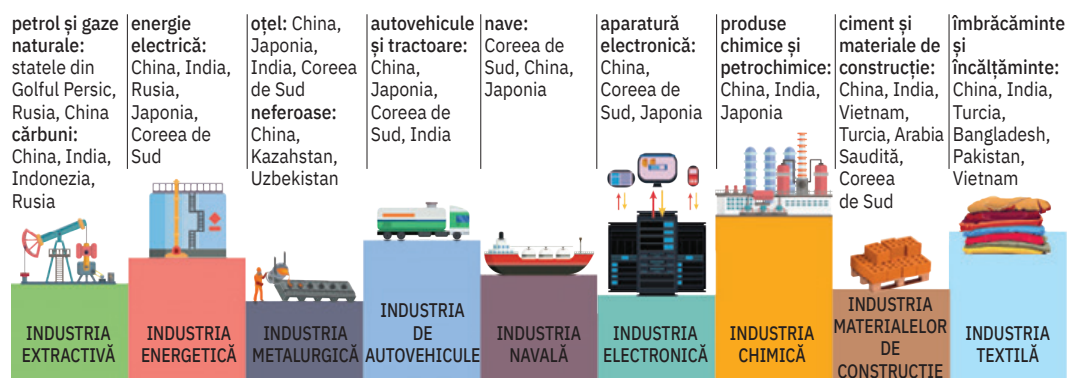 petrol și gaze
naturale:
statele din
Golful Persic,
Rusia, China
cărbuni:
China, India,
Indonezia,
Rusia
energie
electrică:
China, India,
Rusia,
Japonia,
Coreea de
Sud
oțel: China,
Japonia,
India, Coreea
de Sud
neferoase:
China,
Kazahstan,
Uzbekistan
autovehicule
și tractoare:
China,
Japonia,
Coreea de
Sud, India
nave:
Coreea de
Sud, China,
Japonia
aparatură
electronică:
China,
Coreea de
Sud, Japonia
produse
chimice și
petrochimice:
China, India,
Japonia
ciment și
materiale de
construcție:
China, India,
Vietnam,
Turcia, Arabia
Saudită,
Coreea
de Sud
îmbrăcăminte
și
încălțăminte:
China, India,
Turcia,
Bangladesh,
Pakistan,
Vietnam
INDUSTRIA
EXTRACTIVĂ
INDUSTRIA
ENERGETICĂ
INDUSTRIA
METALURGICĂ
INDUSTRIA
DE
AUTOVEHICULE
INDUSTRIA
NAVALĂ
INDUSTRIA
ELECTRONICĂ
INDUSTRIA
CHIMICĂ
INDUSTRIA
MATERIALELOR
DE
CONSTRUCȚIE
INDUSTRIA
TEXTILĂ